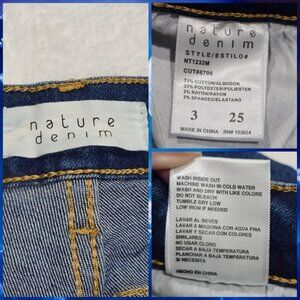 nature
denim
nature
denim
STYLE/ESTILO#
NT1233M
CUT#6796
71% COTTON/ALGODON
25% POLYESTER/POLIESTER
2% RAYON/RAYON
2% SPANDEX/ELASTANO
3 25
MADE IN CHINA
WASH INSIDE OUT
MACHINE WASH IN COLD WATER
WASH AND DRY WITH LIKE COLORS
DO NOT BLEACH
TUMBLE DRY LOW
LOW IRON IF NEEDED
LAVAR AL REVES
LAVAR A MAQUINA CON AQUA FRIA
LAVAR Y SECAR CON COLORES
SIMILARES
NO USAR CLORO
SECAR A BAJA TEMPERATURA
PLANCHAR A BAJA TEMPERATURA
SI NECESITA
HECHO EN CHINA